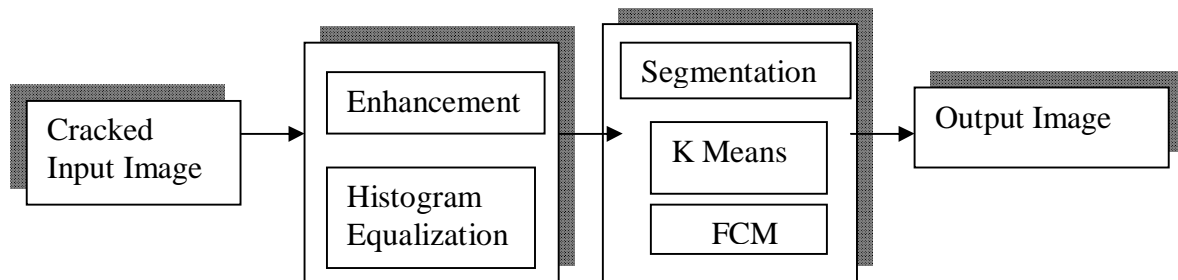 Cracked
Input Image
Enhancement
Histogram
Equalization
Segmentation
K Means
FCM
Output Image